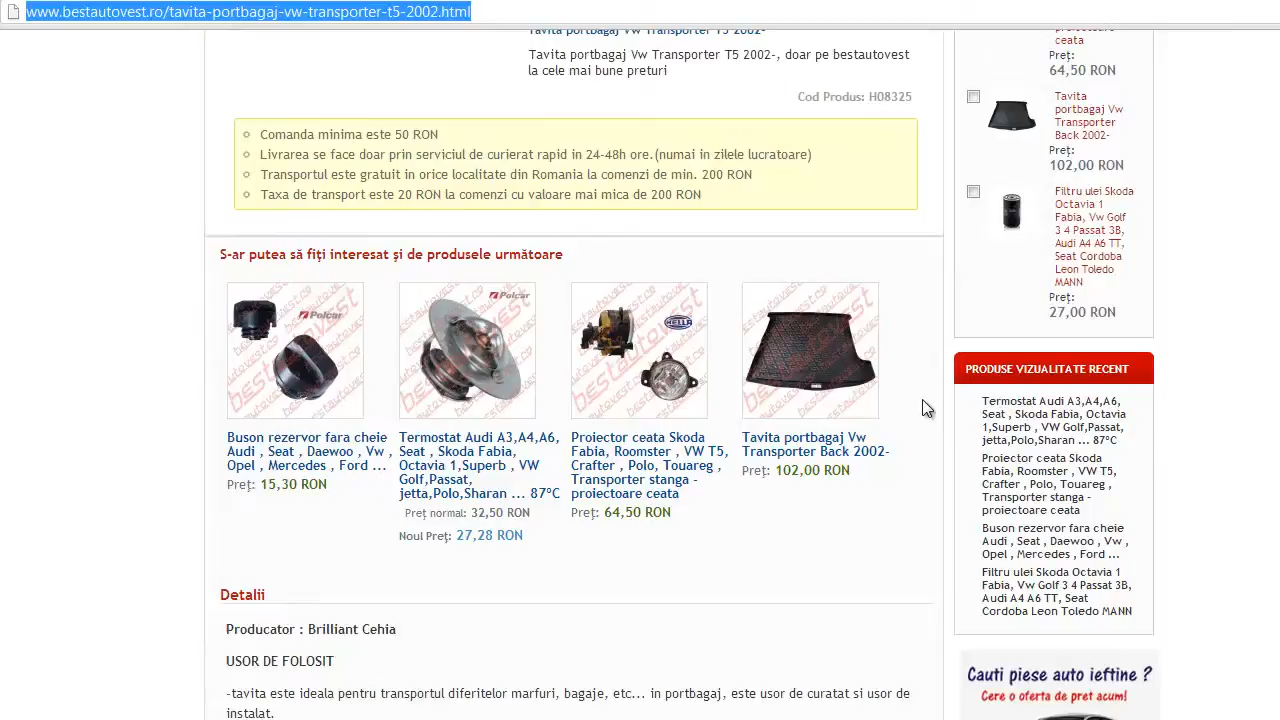 www.bestautovest.ro/tavita-portbagaj-vw-transporter-t5-2002.html
Tavita portbagaj Vw Transporter T5 2002-
Tavita portbagaj Vw Transporter T5 2002-, doar pe bestautovest
la cele mai bune preturi
Cod Produs: H08325
Comanda minima este 50 RON
Livrarea se face doar prin serviciul de curierat rapid in 24-48h ore.(numai in zilele lucratoare)
Transportul este gratuit in orice localitate din Romania la comenzi de min. 200 RON
Taxa de transport este 20 RON la comenzi cu valoare mai mica de 200 RON
S-ar putea să fiţi interesat şi de produsele următoare
Polcar
Polcar
HELLA
Buson rezervor fara cheie
Audi , Seat , Daewoo , Vw ,
Opel , Mercedes , Ford ...
Preţ: 15,30 RON
Termostat Audi A3,A4,A6,
Seat , Skoda Fabia,
Octavia 1,Superb , VW
Golf,Passat,
jetta,Polo,Sharan ... 87°C
Preţ normal: 32,50 RON
Noul Preţ: 27,28 RON
Proiector ceata Skoda
Fabia, Roomster , VW T5,
Crafter , Polo, Touareg ,
Transporter stanga -
proiectoare ceata
Preţ: 64,50 RON
Tavita portbagaj Vw
Transporter Back 2002-
Preţ: 102,00 RON
Detalii
Producator : Brilliant Cehia
USOR DE FOLOSIT
-tavita este ideala pentru transportul diferitelor marfuri, bagaje, etc... in portbagaj, este usor de curatat si usor de
instalat.
proiectoare
ceata
Preţ:
64,50 RON
Tavita
portbagaj Vw
Transporter
Back 2002-
Preţ:
102,00 RON
Filtru ulei Skoda
Octavia 1
Fabia, Vw Golf
3 4 Passat 3B,
Audi A4 A6 TT,
Seat Cordoba
Leon Toledo
MANN
Preţ:
27,00 RON
PRODUSE VIZUALITATE RECENT
Termostat Audi A3,A4,A6,
Seat , Skoda Fabia, Octavia
1,Superb , VW Golf,Passat,
jetta,Polo,Sharan ... 87°C
Proiector ceata Skoda
Fabia, Roomster , VW T5,
Crafter , Polo, Touareg ,
Transporter stanga -
proiectoare ceata
Buson rezervor fara cheie
Audi , Seat , Daewoo , Vw ,
Opel , Mercedes , Ford ...
Filtru ulei Skoda Octavia 1
Fabia, Vw Golf 3 4 Passat 3B,
Audi A4 A6 TT, Seat
Cordoba Leon Toledo MANN
Cauti piese auto ieftine ?
Cere o oferta de pret acum!